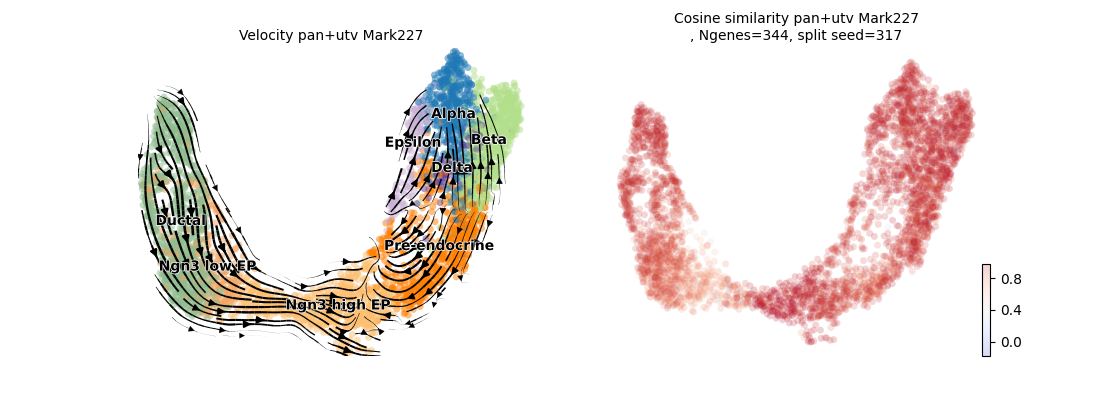 Velocity pan+utv Mark227
Alpha
Epsilon
Beta
Delta
Ductal
Pre-endocrine
Ngn3 low EP
Ngn3 high EP
Cosine similarity pan+utv Mark227
, Ngenes=344, split seed=317
0.8
0.4
0.0